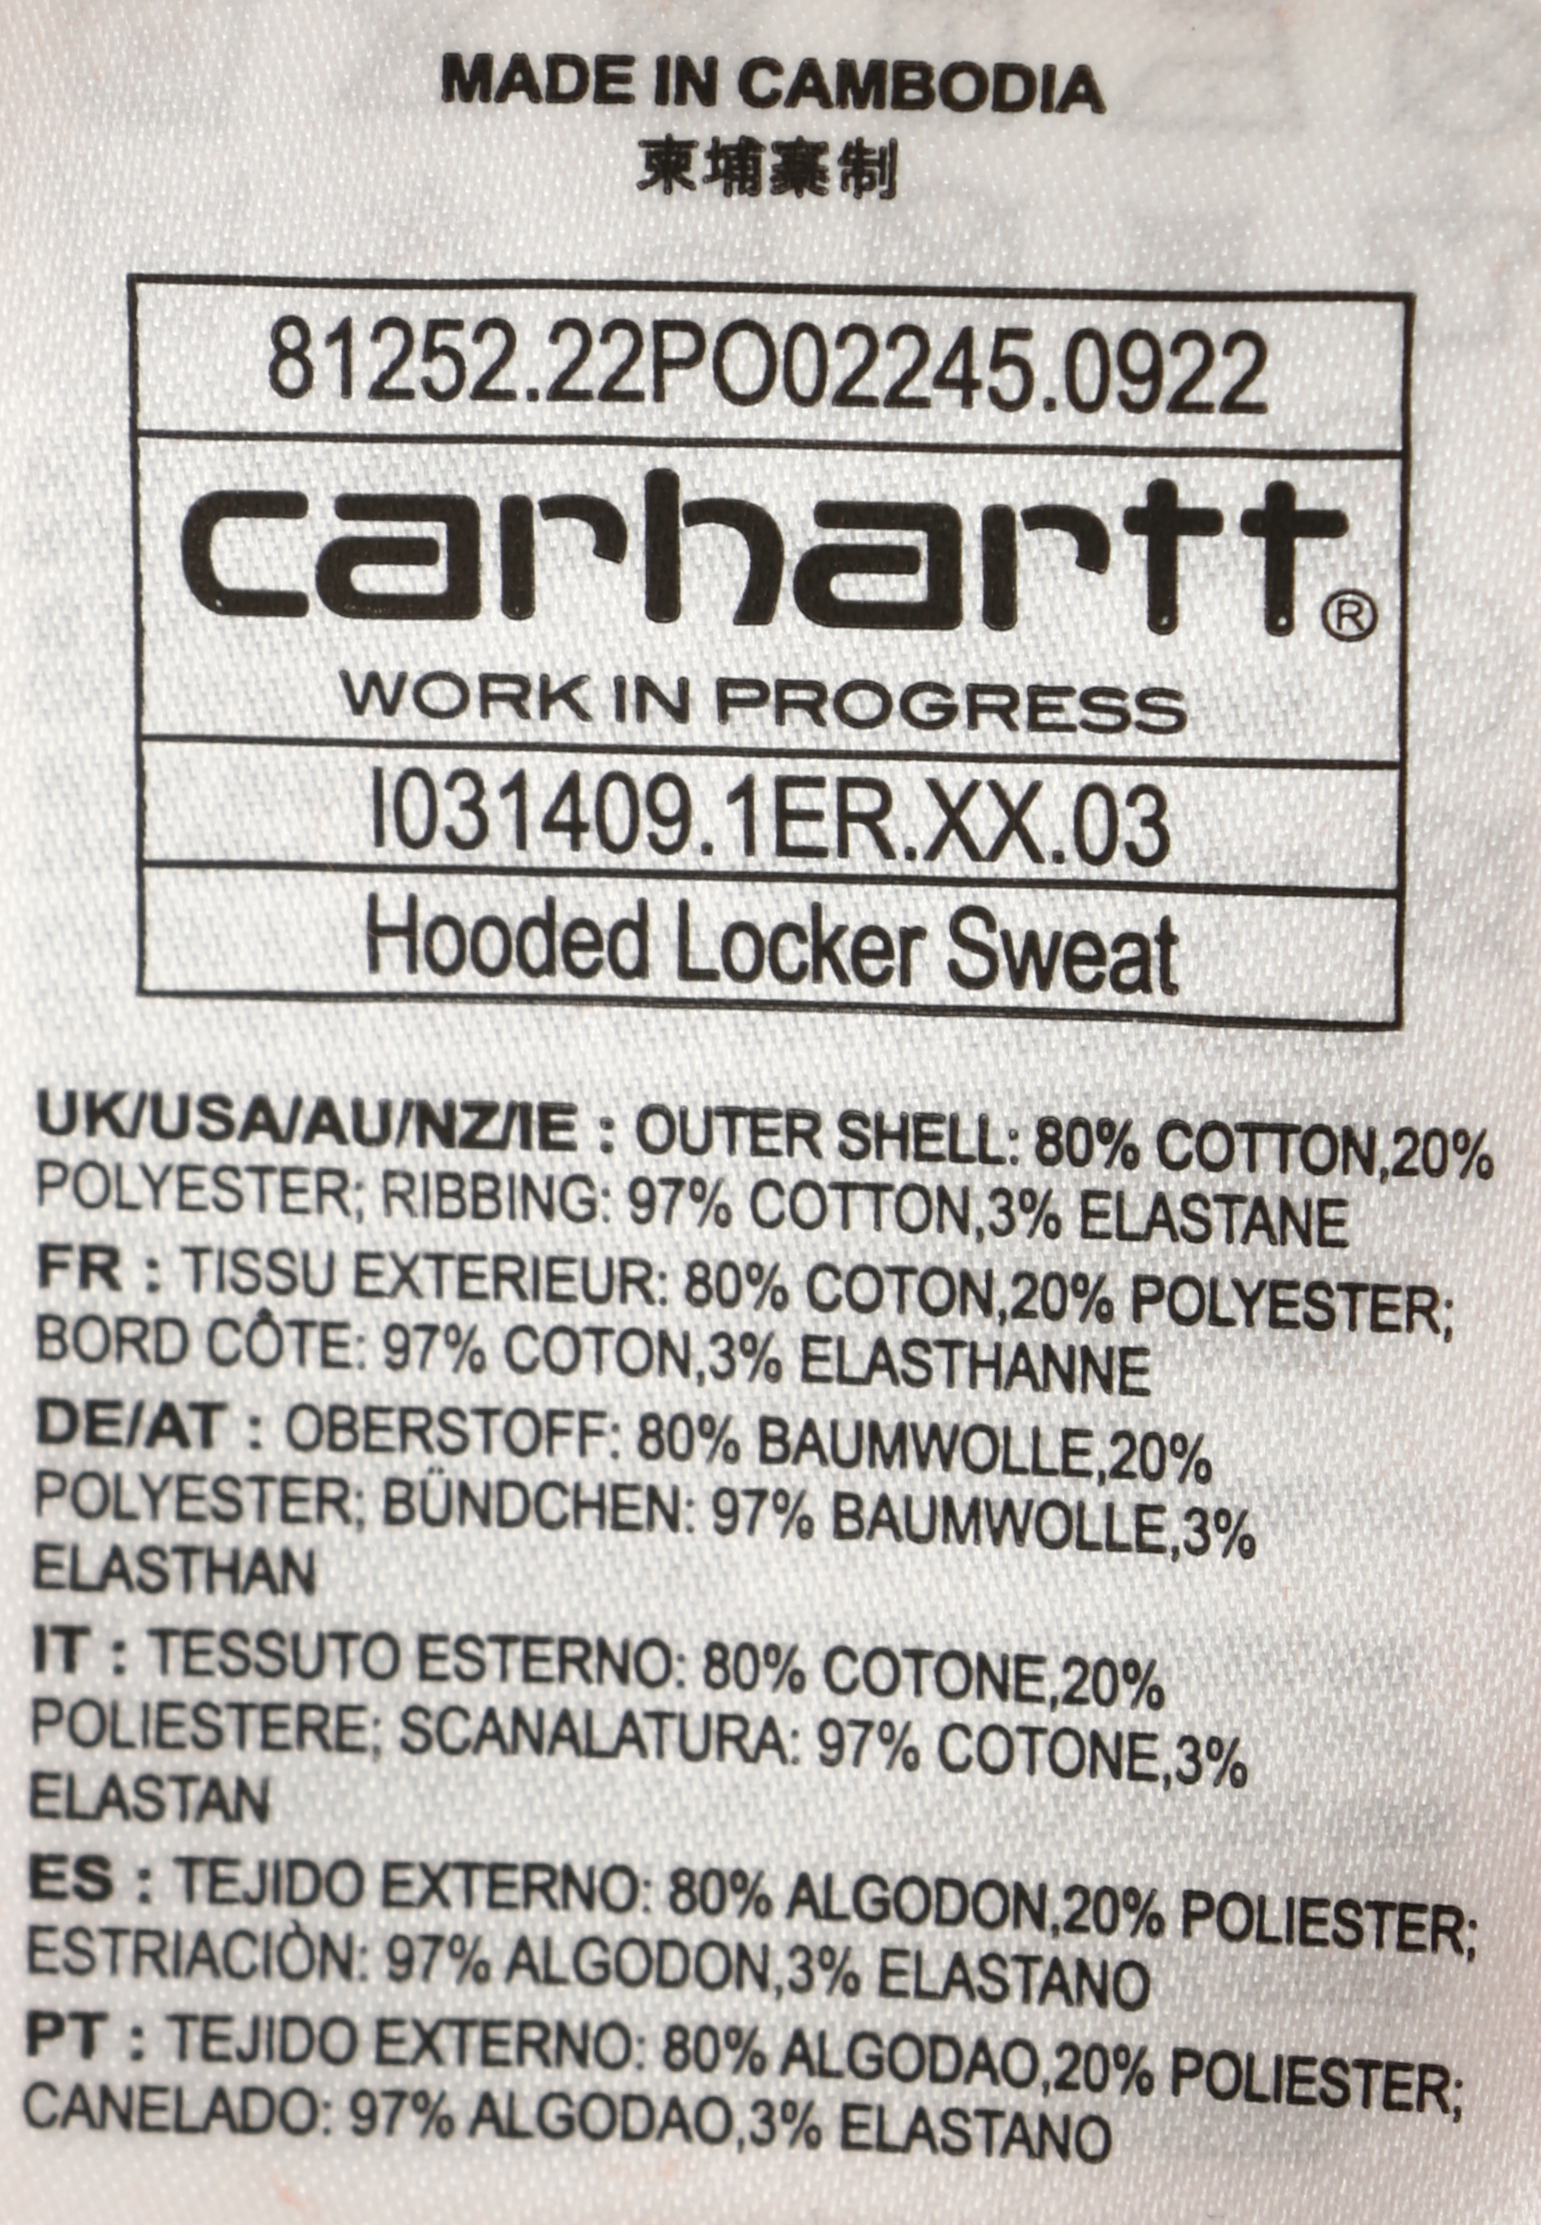 MADE IN CAMBODIA
柬埔寨制
81252.22PO02245.0922
carhartt®
WORK IN PROGRESS
I031409.1ER.XX.03
Hooded Locker Sweat
UK/USA/AU/NZ/IE : OUTER SHELL: 80% COTTON,20%
POLYESTER; RIBBING: 97% COTTON,3% ELASTANE
FR : TISSU EXTERIEUR: 80% COTON,20% POLYESTER;
BORD CÔTE: 97% COTON,3% ELASTHANNE
DE/AT : OBERSTOFF: 80% BAUMWOLLE,20%
POLYESTER; BÜNDCHEN: 97% BAUMWOLLE,3%
ELASTHAN
IT : TESSUTO ESTERNO: 80% COTONE,20%
POLIESTERE; SCANALATURA: 97% COTONE,3%
ELASTAN
ES : TEJIDO EXTERNO: 80% ALGODON,20% POLIESTER;
ESTRIACIÒN: 97% ALGODON,3% ELASTANO
PT : TEJIDO EXTERNO: 80% ALGODAO,20% POLIESTER;
CANELADO: 97% ALGODAO,3% ELASTANO